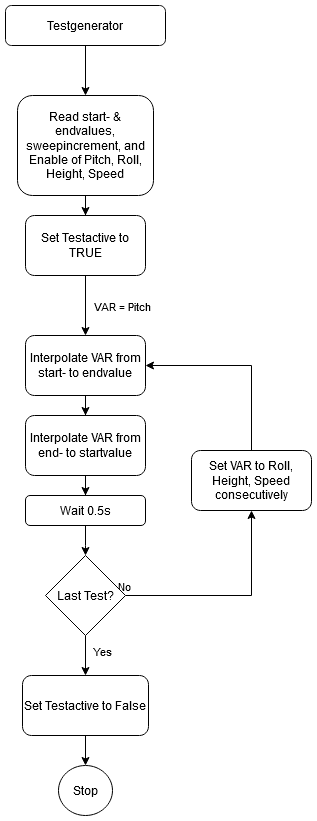 Testgenerator
Read start- &
endvalues,
sweepincrement, and
Enable of Pitch, Roll,
Height, Speed
Set Testactive to
TRUE
VAR = Pitch
Interpolate VAR from
start- to endvalue
Interpolate VAR from
end- to startvalue
Set VAR to Roll,
Height, Speed
consecutively
Wait 0.5s
No
Last Test?
Yes
Set Testactive to False
Stop